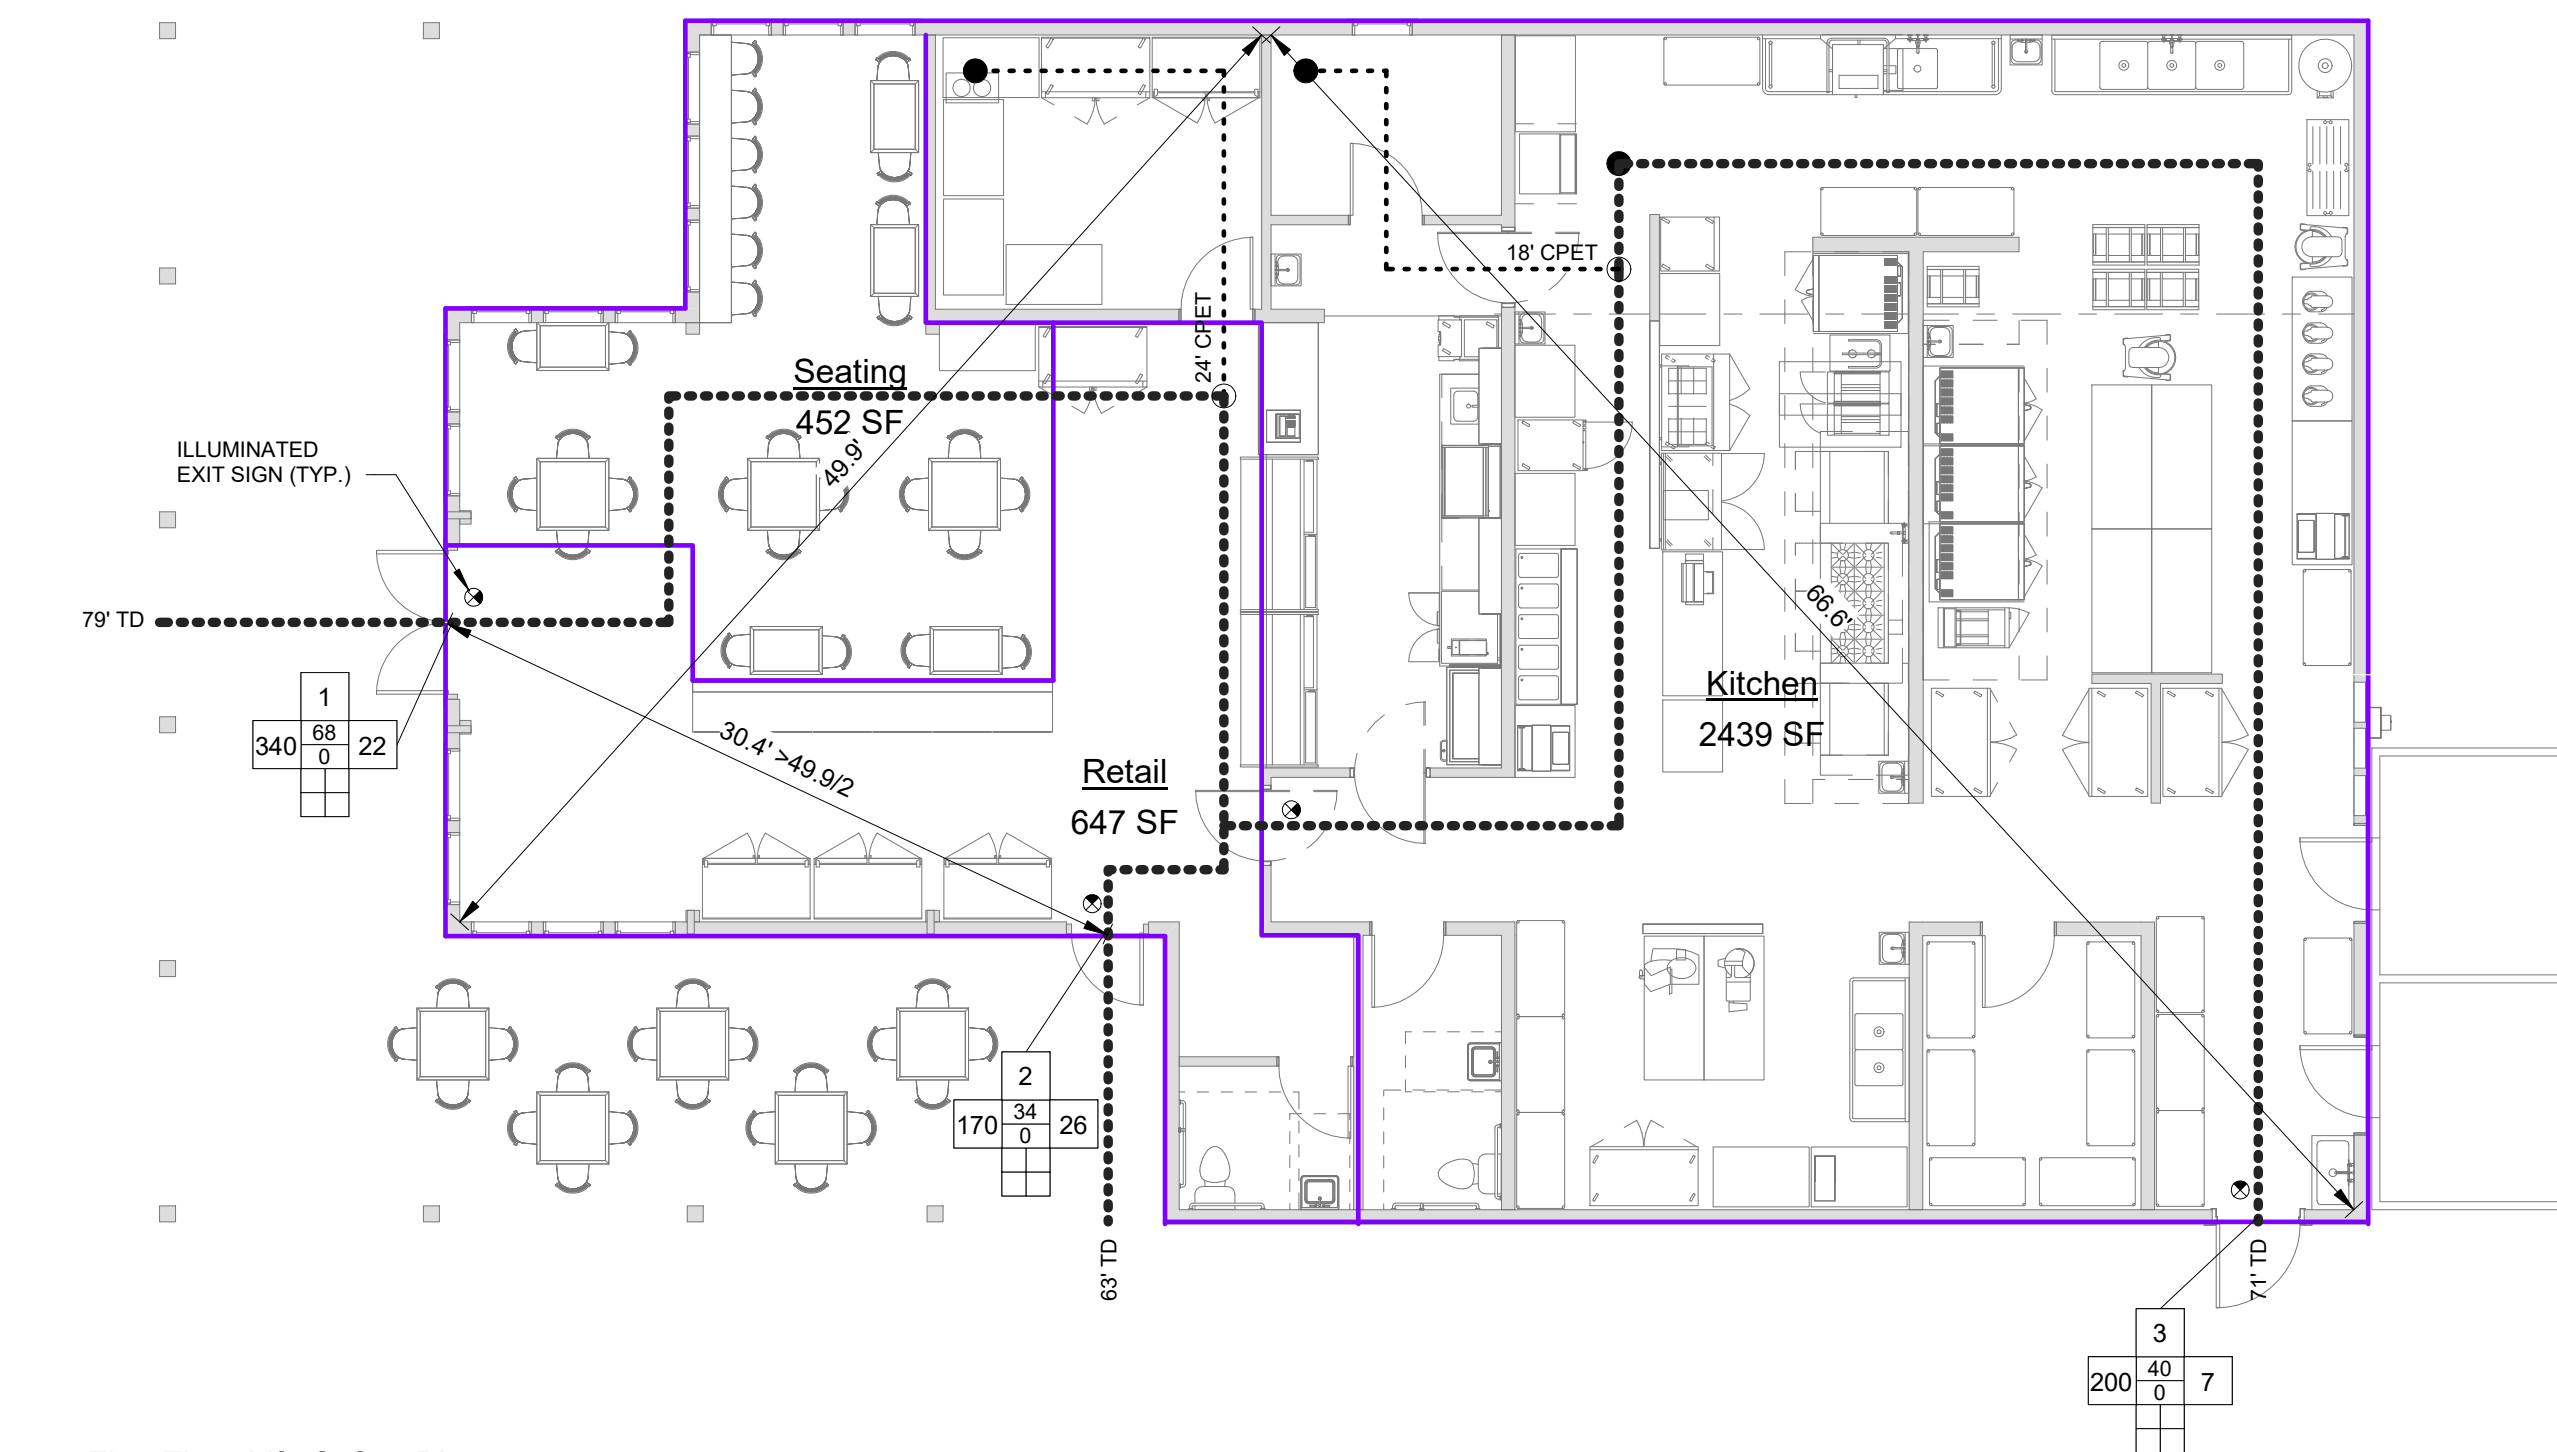 18' CPET
24' CPET
Seating
452 SF
49.9'
ILLUMINATED
EXIT SIGN (TYP.)
66.6'
79' TD
1
340
68
0
22
30.4' >49.9/2
Kitchen
2439 SF
Retail
647 SF
2
170
34
0
26
63' TD
71' TD
3
200
40
0
7